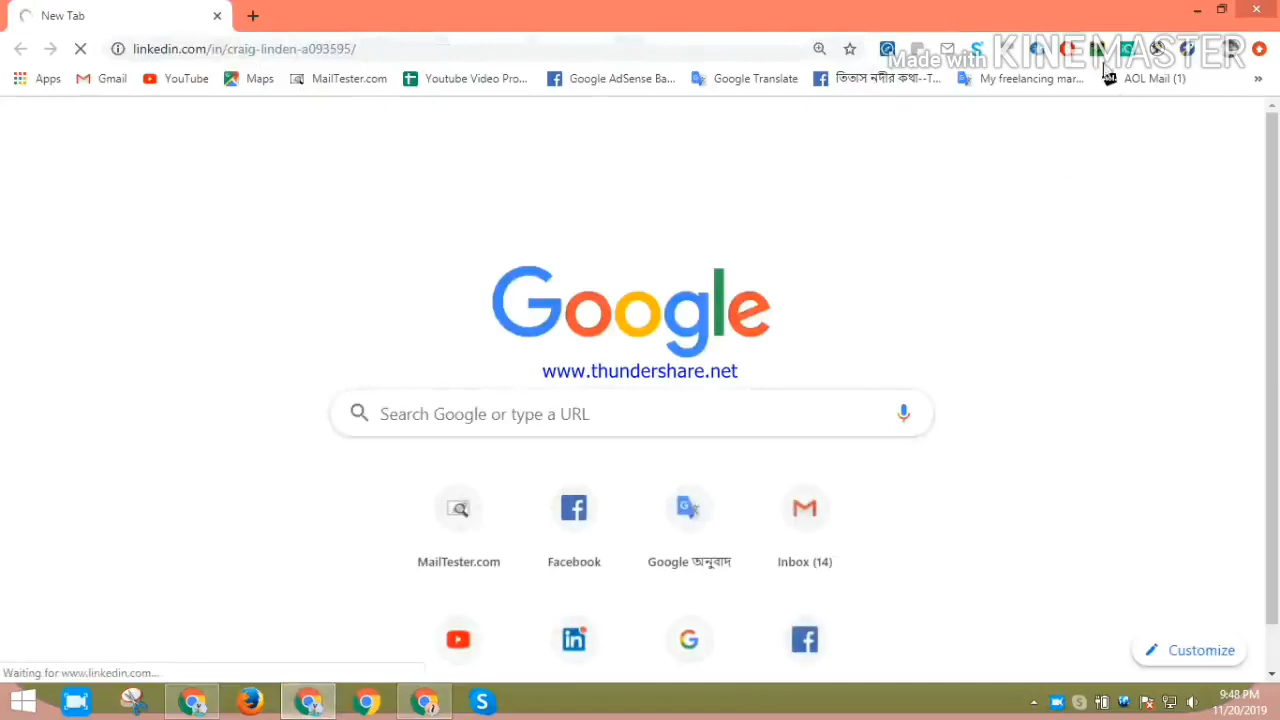 New Tab
linkedin.com/in/craig-linden-a093595/
Made with KINEMASTER
Apps Gmail YouTube Maps MailTester.com Youtube Video Pro... Google AdSense Ba... Google Translate তিতাস নদীর কথা--T... My freelancing mar... AOL Mail (1) »
Google
www.thundershare.net
Search Google or type a URL
MailTester.com Facebook Google অনুবাদ Inbox (14)
Customize
Waiting for www.linkedin.com...
9:48 PM
11/20/2019